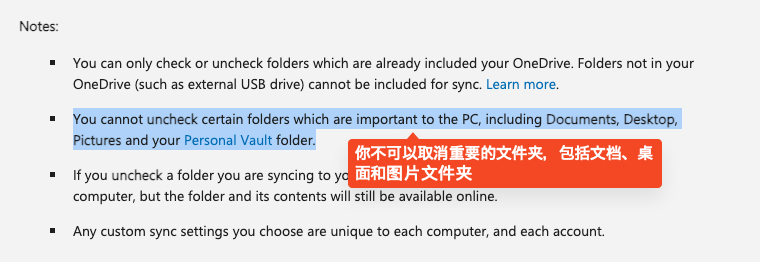 Notes:
▪ You can only check or uncheck folders which are already included your OneDrive. Folders not in your
OneDrive (such as external USB drive) cannot be included for sync. Learn more.
▪ You cannot uncheck certain folders which are important to the PC, including Documents, Desktop,
Pictures and your Personal Vault folder.
你不可以取消重要的文件夹，包括文档、桌
面和图片文件夹
▪ If you uncheck a folder you are syncing to yo
computer, but the folder and its contents will still be available online.
▪ Any custom sync settings you choose are unique to each computer, and each account.